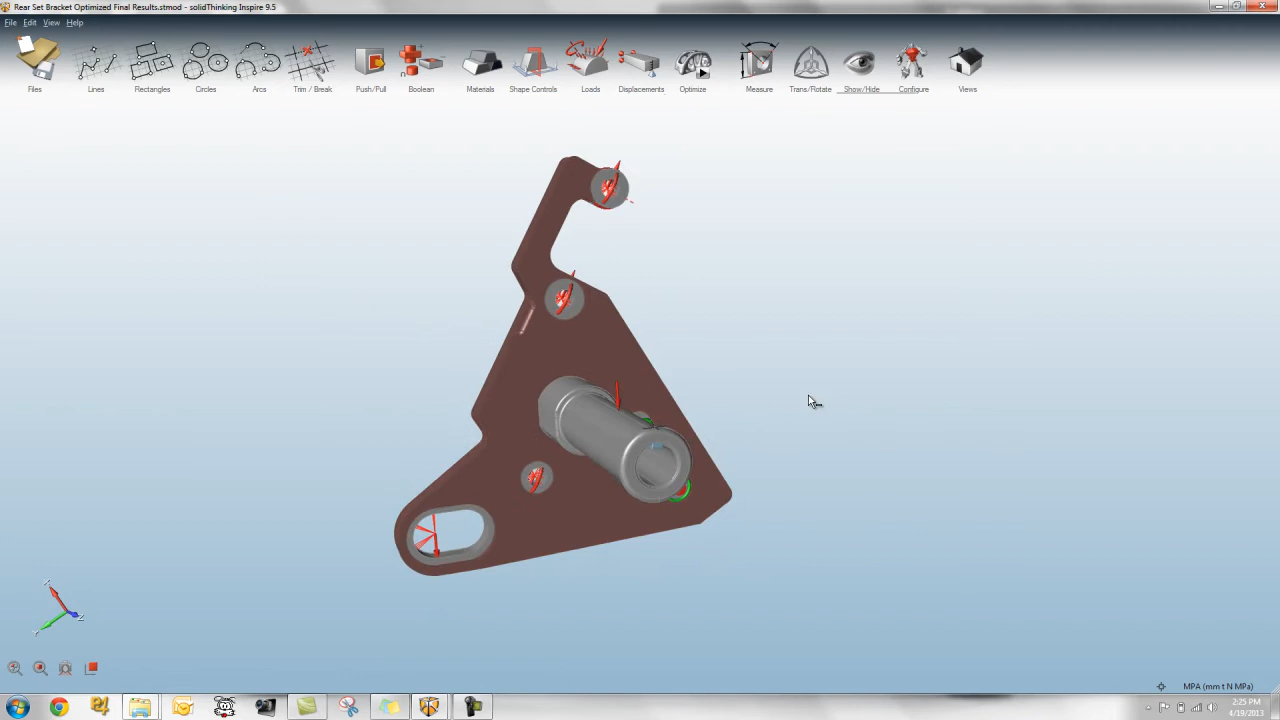 Rear Set Bracket Optimized Final Results.stmod - solidThinking Inspire 9.5
File Edit View Help
Files Lines Rectangles Circles Arcs Trim / Break Push/Pull Boolean Materials Shape Controls Loads Displacements Optimize Measure Trans/Rotate Show/Hide Configure Views
X
Y
Z
MPA (mm t N MPa)
2:25 PM
4/19/2013